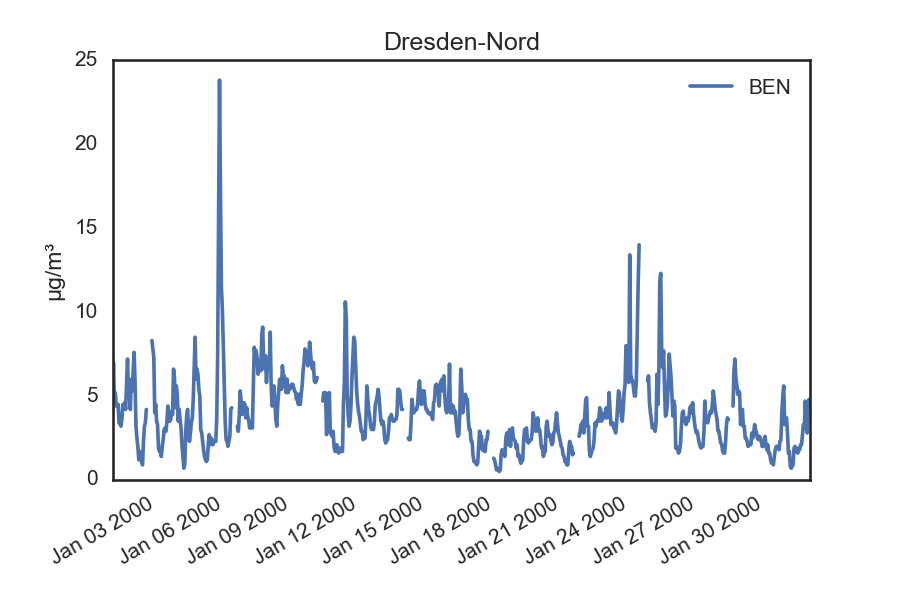 Dresden-Nord
BEN
µg/m³
25
20
15
10
5
0
Jan 03 2000
Jan 06 2000
Jan 09 2000
Jan 12 2000
Jan 15 2000
Jan 18 2000
Jan 21 2000
Jan 24 2000
Jan 27 2000
Jan 30 2000